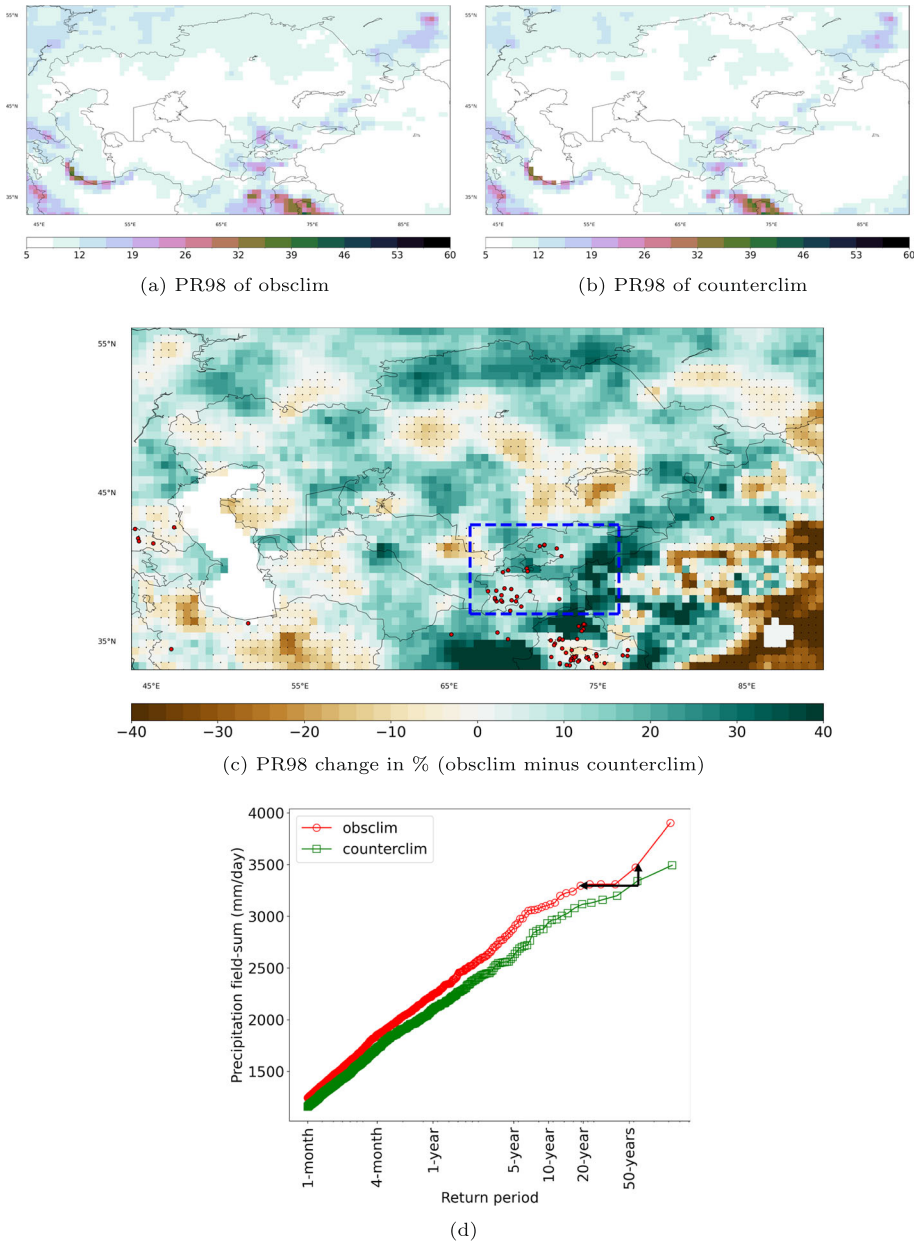 55°N
45°N
35°N
45°E 55°E 65°E 75°E 85°E
5 12 19 26 32 39 46 53 60
(a) PR98 of obsclim
55°N
45°N
35°N
45°E 55°E 65°E 75°E 85°E
5 12 19 26 32 39 46 53 60
(b) PR98 of counterclim
55°N
45°N
35°N
45°E 55°E 65°E 75°E 85°E
−40 −30 −20 −10 0 10 20 30 40
(c) PR98 change in % (obsclim minus counterclim)
4000
3500
3000
2500
2000
1500
Precipitation field-sum (mm/day)
obsclim
counterclim
1-month
4-month
1-year
5-year
10-year
20-year
50-years
Return period
(d)